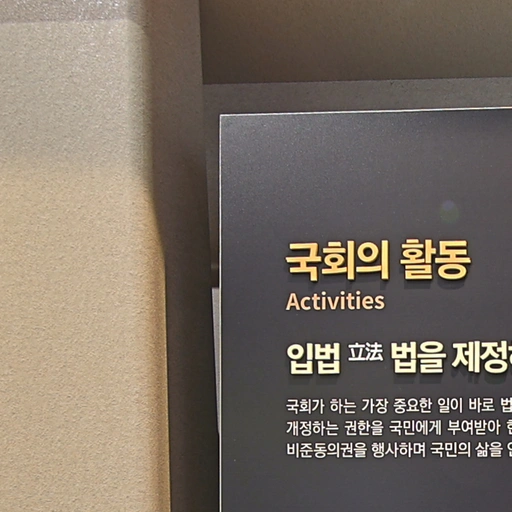 국회의 활동
Activities
입법 立法 법을 제정
국회가 하는 가장 중요한 일이 바로 법
개정하는 권한을 국민에게 부여받아
비준동의권을 행사하며 국민의 삶을